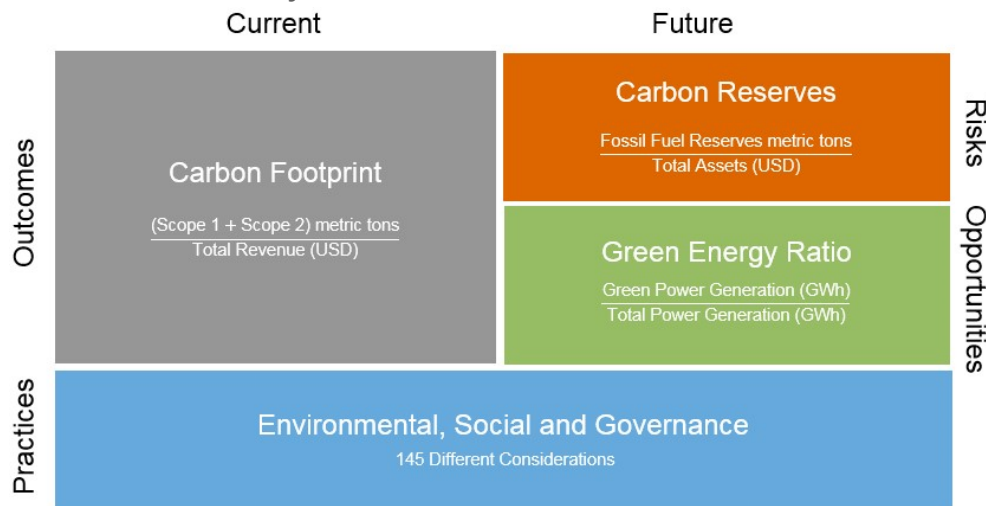 Current
Future
Outcomes
Carbon Footprint
(Scope 1 + Scope 2) metric tons
Total Revenue (USD)
Carbon Reserves
Fossil Fuel Reserves metric tons
Total Assets (USD)
Risks
Green Energy Ratio
Green Power Generation (GWh)
Total Power Generation (GWh)
Opportunities
Practices
Environmental, Social and Governance
145 Different Considerations